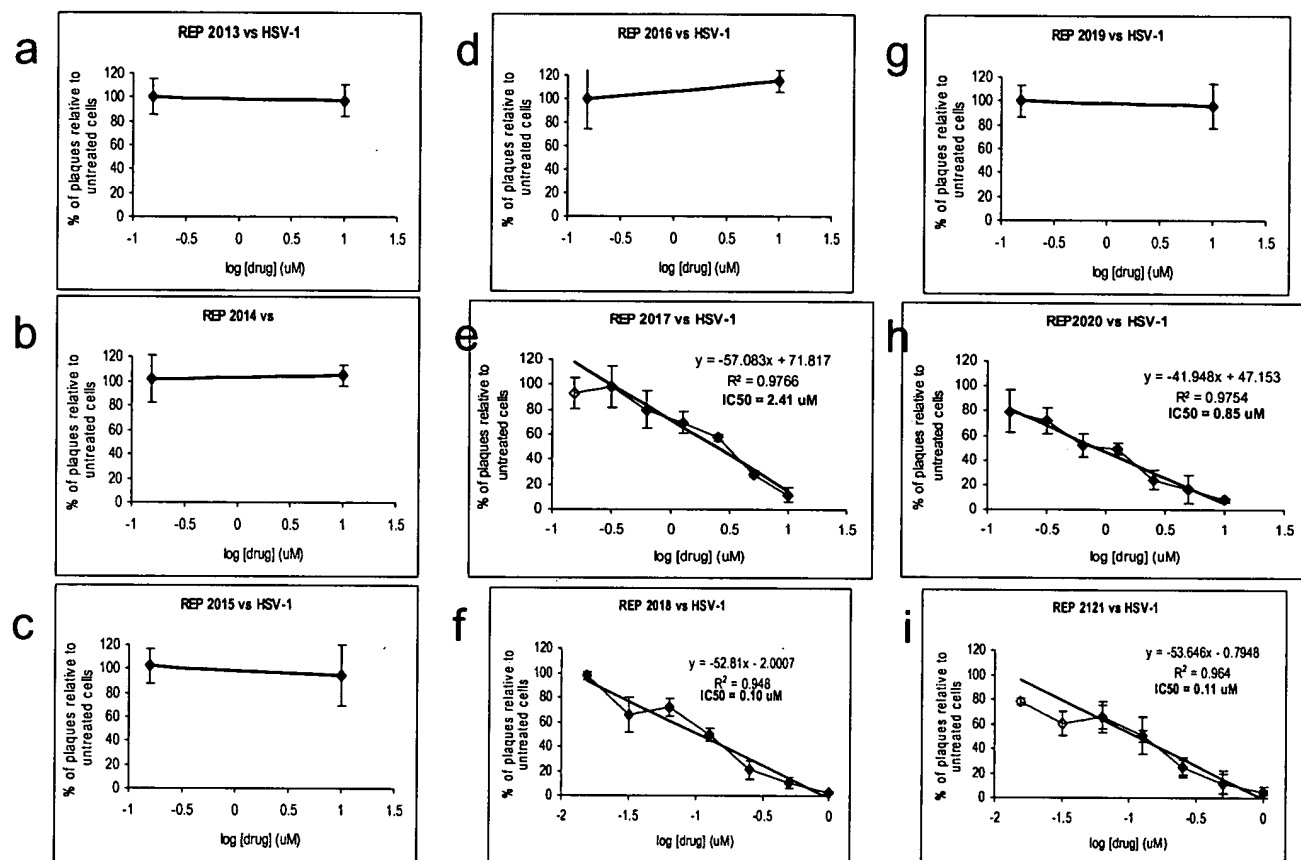 a
REP 2013 vs HSV-1
% of plaques relative to
untreated cells
120
100
80
60
40
20
0
-1 -0.5 0 0.5 1 1.5
log [drug] (uM)
b
REP 2014 vs
% of plaques relative to
untreated cells
120
100
80
60
40
20
0
-1 -0.5 0 0.5 1 1.5
log [drug] (uM)
c
REP 2015 vs HSV-1
% of plaques relative to
untreated cells
120
100
80
60
40
20
0
-1 -0.5 0 0.5 1 1.5
log [drug] (uM)
d
REP 2016 vs HSV-1
% of plaques relative to
untreated cells
120
100
80
60
40
20
0
-1 -0.5 0 0.5 1 1.5
log [drug] (uM)
e
REP 2017 vs HSV-1
y = -57.083x + 71.817
R² = 0.9766
IC50 = 2.41 uM
% of plaques relative to
untreated cells
120
100
80
60
40
20
0
-1 -0.5 0 0.5 1 1.5
log [drug] (uM)
f
REP 2018 vs HSV-1
y = -52.81x - 2.0007
R² = 0.948
IC50 = 0.10 uM
% of plaques relative to
untreated cells
120
100
80
60
40
20
0
-2 -1.5 -1 -0.5 0
log [drug] (uM)
g
REP 2019 vs HSV-1
% of plaques relative to
untreated cells
120
100
80
60
40
20
0
-1 -0.5 0 0.5 1 1.5
log [drug] (uM)
h
REP2020 vs HSV-1
y = -41.948x + 47.153
R² = 0.9754
IC50 = 0.85 uM
% of plaques relative to
untreated cells
120
100
80
60
40
20
0
-1 -0.5 0 0.5 1 1.5
log [drug] (uM)
i
REP 2121 vs HSV-1
y = -53.646x - 0.7948
R² = 0.964
IC50 = 0.11 uM
% of plaques relative to
untreated cells
120
100
80
60
40
20
0
-2 -1.5 -1 -0.5 0
log [drug] (uM)